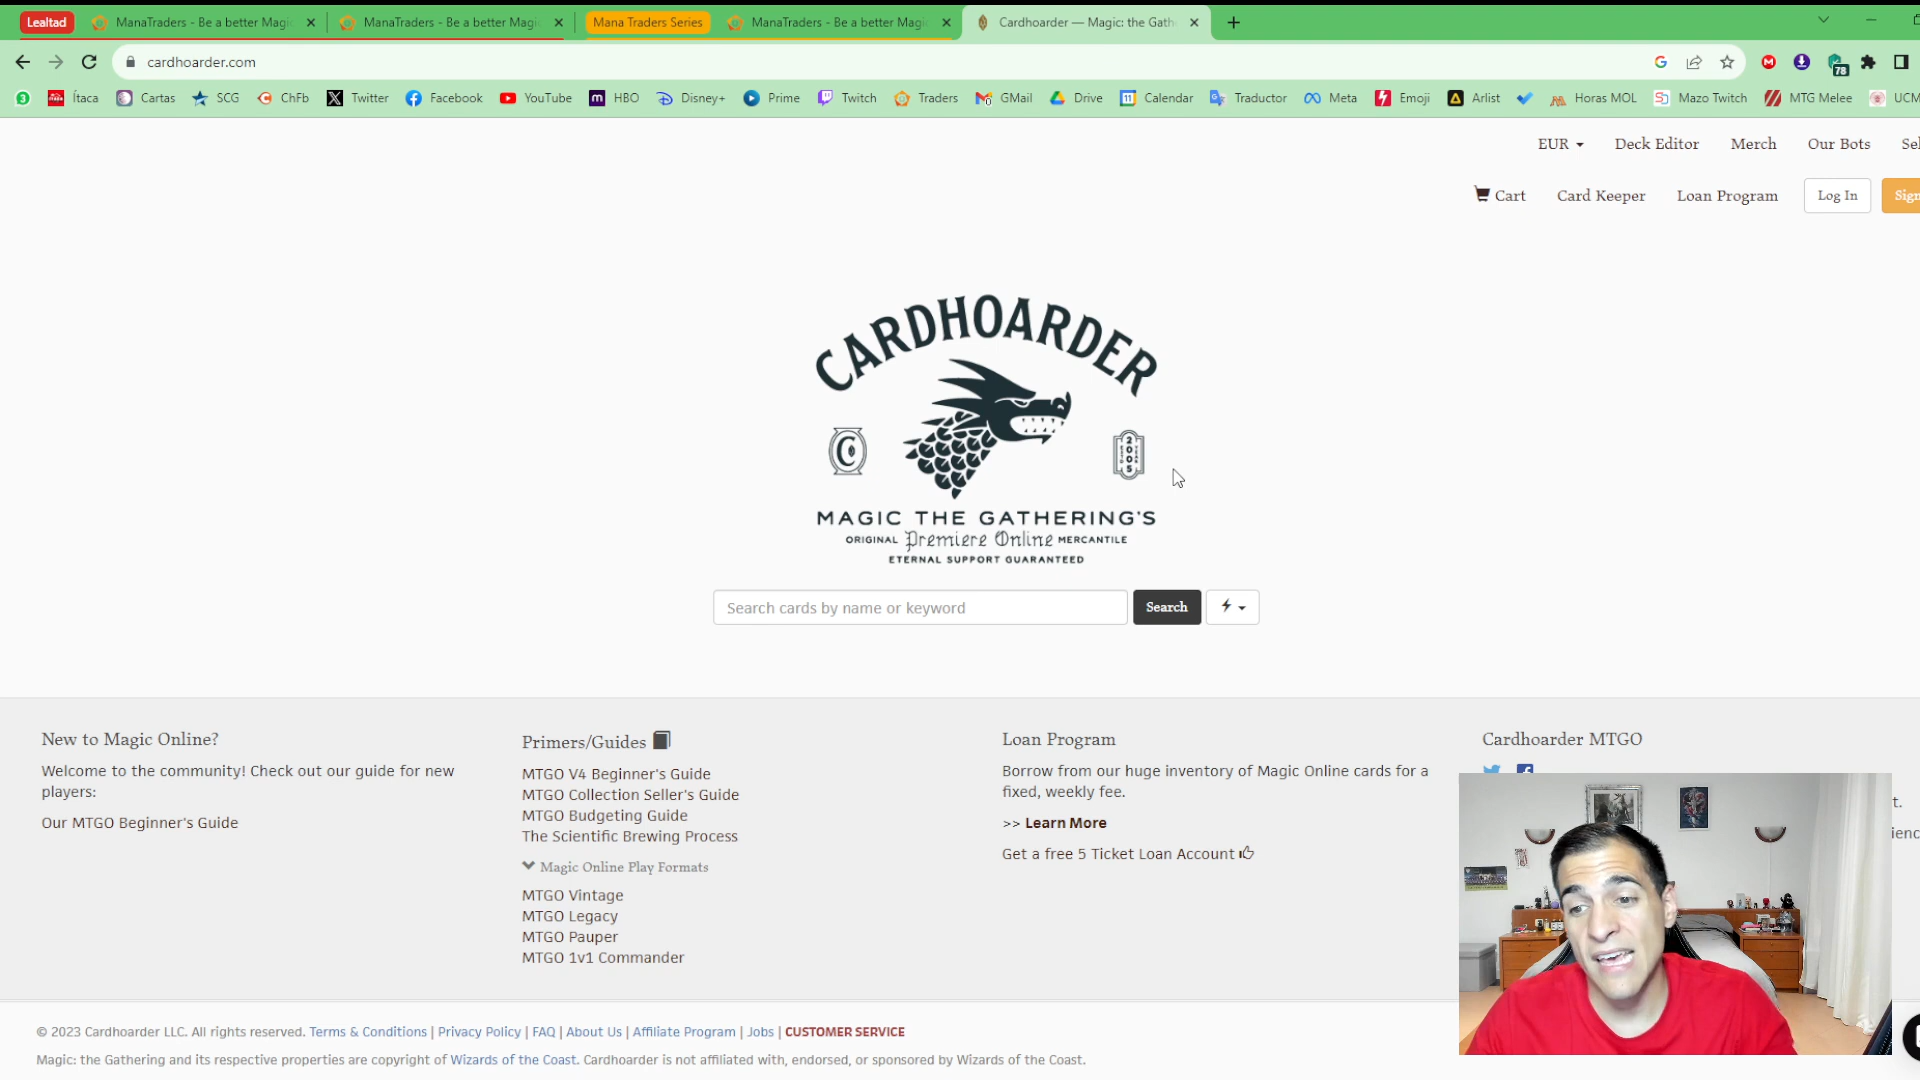 Lealtad ManaTraders - Be a better Magi ManaTraders - Be a better Magi Mana Traders Series ManaTraders - Be a better Magi Cardhoarder — Magic: the Gath
cardhoarder.com
78
3 Ítaca Cartas SCG ChFb Twitter Facebook YouTube HBO Disney+ Prime Twitch Traders GMail Drive Calendar Traductor Meta Emoji Arlist Horas MOL Mazo Twitch MTG Melee UCM
EUR Deck Editor Merch Our Bots Sel
Cart Card Keeper Loan Program Log In Sign
CARDHOARDER
C 2005
MAGIC THE GATHERING'S
ORIGINAL Premiere Online MERCANTILE
ETERNAL SUPPORT GUARANTEED
Search cards by name or keyword Search
New to Magic Online?
Welcome to the community! Check out our guide for new
players:
Our MTGO Beginner's Guide
Primers/Guides
MTGO V4 Beginner's Guide
MTGO Collection Seller's Guide
MTGO Budgeting Guide
The Scientific Brewing Process
Magic Online Play Formats
MTGO Vintage
MTGO Legacy
MTGO Pauper
MTGO 1v1 Commander
Loan Program
Borrow from our huge inventory of Magic Online cards for a
fixed, weekly fee.
>> Learn More
Get a free 5 Ticket Loan Account
Cardhoarder MTGO
t.
ienc
© 2023 Cardhoarder LLC. All rights reserved. Terms & Conditions | Privacy Policy | FAQ | About Us | Affiliate Program | Jobs | CUSTOMER SERVICE
Magic: the Gathering and its respective properties are copyright of Wizards of the Coast. Cardhoarder is not affiliated with, endorsed, or sponsored by Wizards of the Coast.